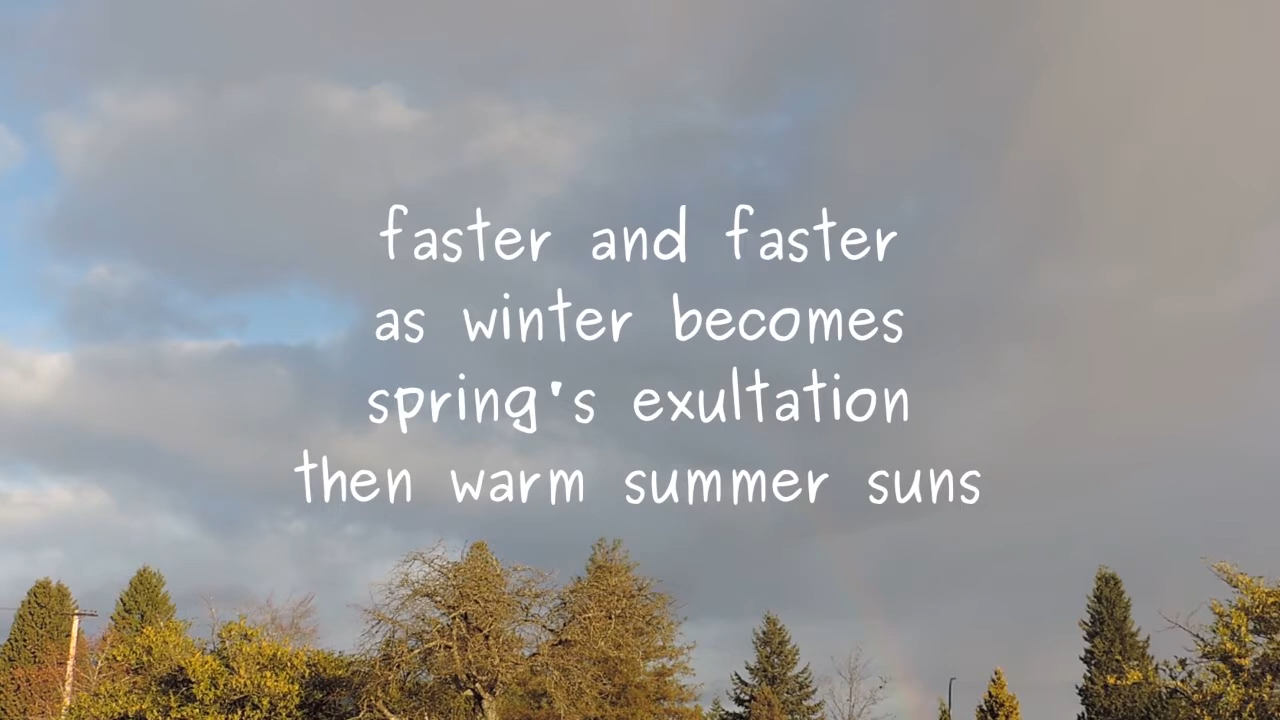 faster and faster
as winter becomes
spring's exultation
then warm summer suns